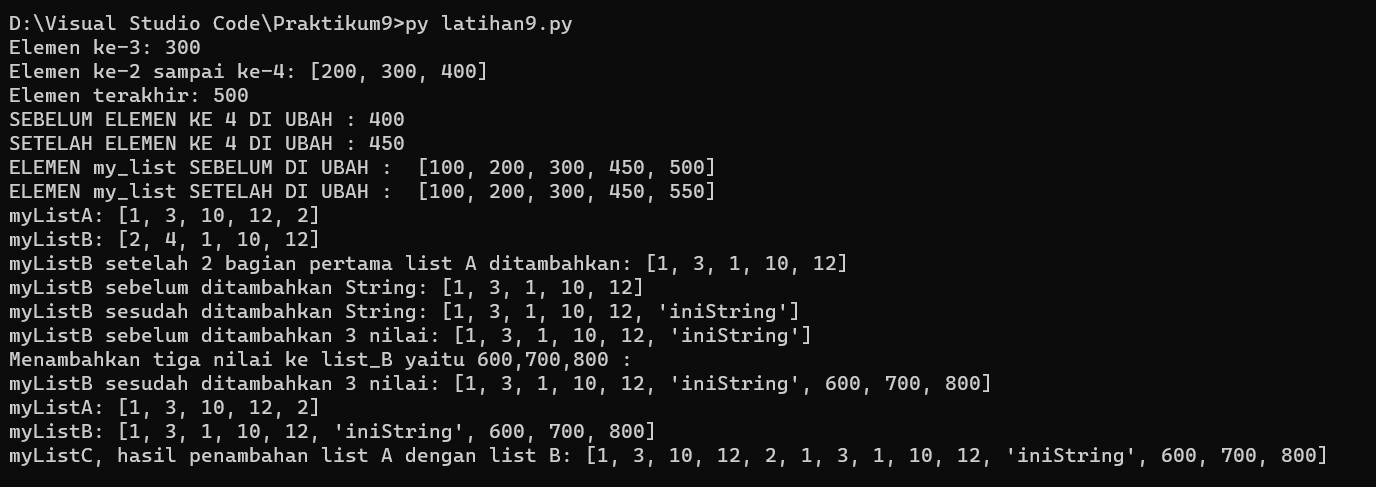 D:\Visual Studio Code\Praktikum9>py latihan9.py
Elemen ke-3: 300
Elemen ke-2 sampai ke-4: [200, 300, 400]
Elemen terakhir: 500
SEBELUM ELEMEN KE 4 DI UBAH : 400
SETELAH ELEMEN KE 4 DI UBAH : 450
ELEMEN my_list SEBELUM DI UBAH :  [100, 200, 300, 450, 500]
ELEMEN my_list SETELAH DI UBAH :  [100, 200, 300, 450, 550]
myListA: [1, 3, 10, 12, 2]
myListB: [2, 4, 1, 10, 12]
myListB setelah 2 bagian pertama list A ditambahkan: [1, 3, 1, 10, 12]
myListB sebelum ditambahkan String: [1, 3, 1, 10, 12]
myListB sesudah ditambahkan String: [1, 3, 1, 10, 12, 'iniString']
myListB sebelum ditambahkan 3 nilai: [1, 3, 1, 10, 12, 'iniString']
Menambahkan tiga nilai ke list_B yaitu 600,700,800 :
myListB sesudah ditambahkan 3 nilai: [1, 3, 1, 10, 12, 'iniString', 600, 700, 800]
myListA: [1, 3, 10, 12, 2]
myListB: [1, 3, 1, 10, 12, 'iniString', 600, 700, 800]
myListC, hasil penambahan list A dengan list B: [1, 3, 10, 12, 2, 1, 3, 1, 10, 12, 'iniString', 600, 700, 800]